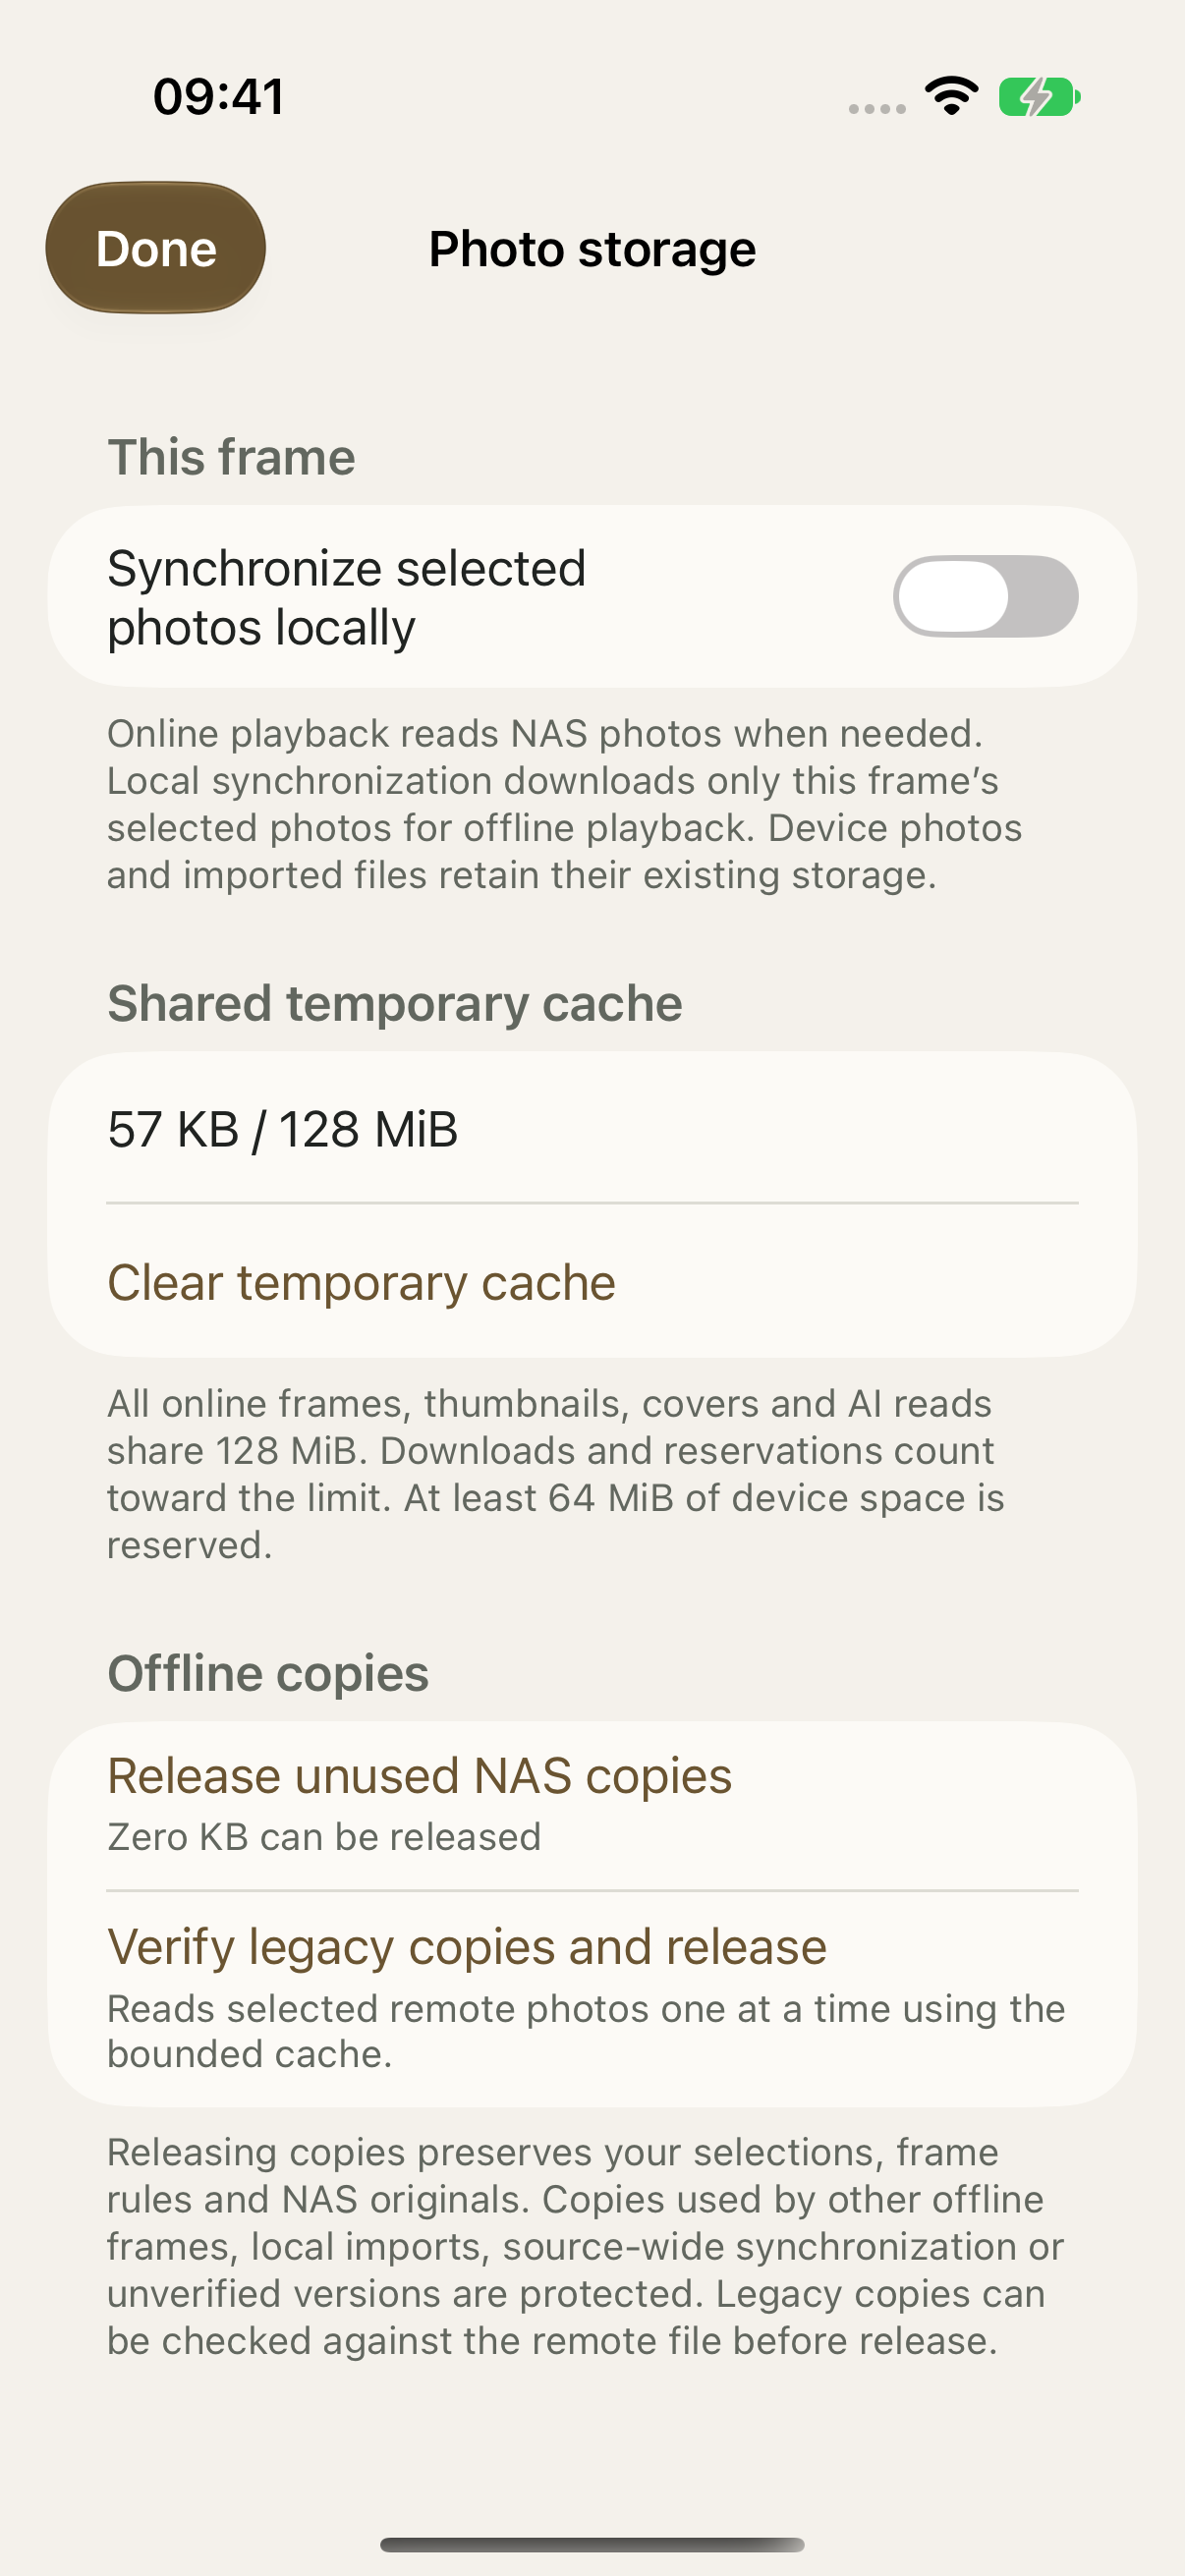 09:41
Done
Photo storage
This frame
Synchronize selected
photos locally
Online playback reads NAS photos when needed.
Local synchronization downloads only this frame’s
selected photos for offline playback. Device photos
and imported files retain their existing storage.
Shared temporary cache
57 KB / 128 MiB
Clear temporary cache
All online frames, thumbnails, covers and AI reads
share 128 MiB. Downloads and reservations count
toward the limit. At least 64 MiB of device space is
reserved.
Offline copies
Release unused NAS copies
Zero KB can be released
Verify legacy copies and release
Reads selected remote photos one at a time using the
bounded cache.
Releasing copies preserves your selections, frame
rules and NAS originals. Copies used by other offline
frames, local imports, source-wide synchronization or
unverified versions are protected. Legacy copies can
be checked against the remote file before release.